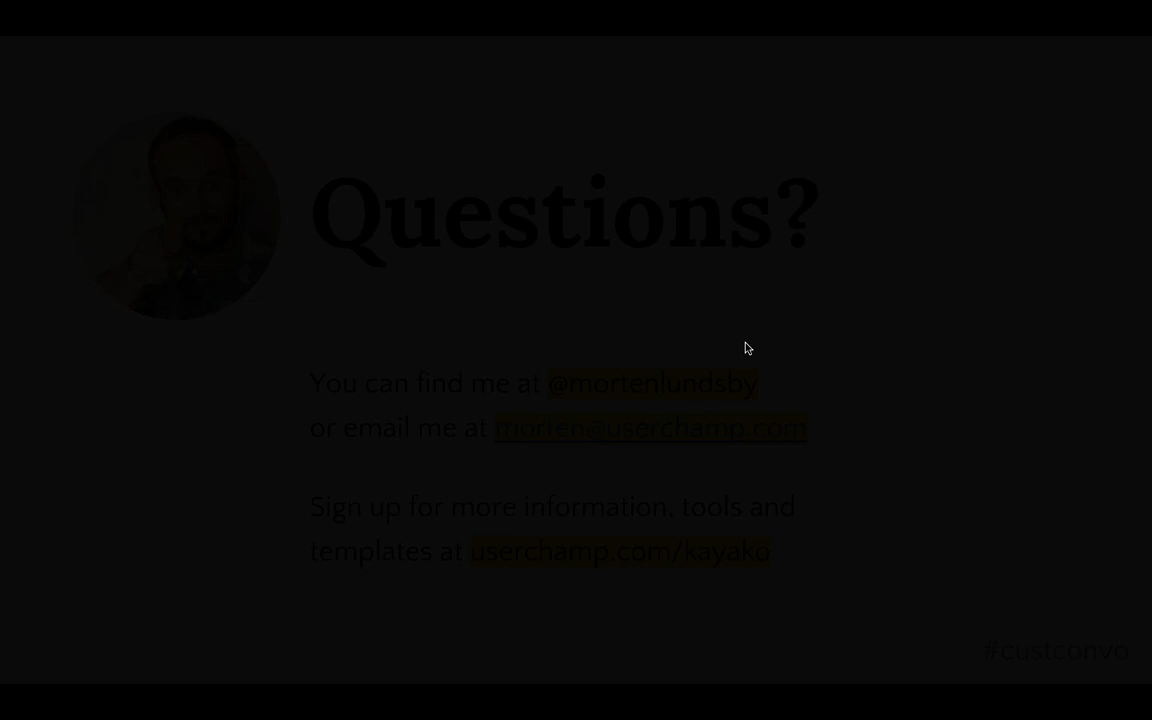 Questions?
You can find me at @mortenlundsby
or email me at morten@userchamp.com
Sign up for more information, tools and
templates at userchamp.com/kayako
#custconvo